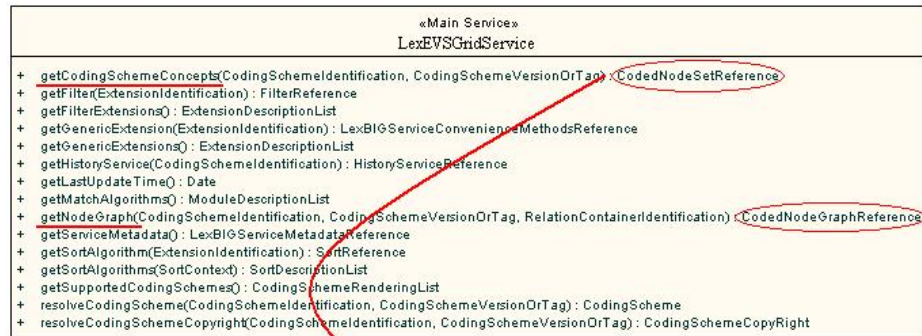 «Main Service»
LexEVSGridService
+ getCodingSchemeConcepts(CodingSchemeIdentification, CodingSchemeVersionOrTag) : CodedNodeSetReference
+ getFilter(ExtensionIdentification) : FilterReference
+ getFilterExtensions() : ExtensionDescriptionList
+ getGenericExtension(ExtensionIdentification) : LexBIGServiceConvenienceMethodsReference
+ getGenericExtensions() : ExtensionDescriptionList
+ getHistoryService(CodingSchemeIdentification) : HistoryServiceReference
+ getLastUpdateTime() : Date
+ getMatchAlgorithms() : ModuleDescriptionList
+ getNodeGraph(CodingSchemeIdentification, CodingSchemeVersionOrTag, RelationContainerIdentification) : CodedNodeGraphReference
+ getServiceMetadata() : LexBIGServiceMetadataReference
+ getSortAlgorithm(ExtensionIdentification) : SortReference
+ getSortAlgorithms(SortContext) : SortDescriptionList
+ getSupportedCodingSchemes() : CodingSchemeRenderingList
+ resolveCodingScheme(CodingSchemeIdentification, CodingSchemeVersionOrTag) : CodingScheme
+ resolveCodingSchemeCopyright(CodingSchemeIdentification, CodingSchemeVersionOrTag) : CodingSchemeCopyRight